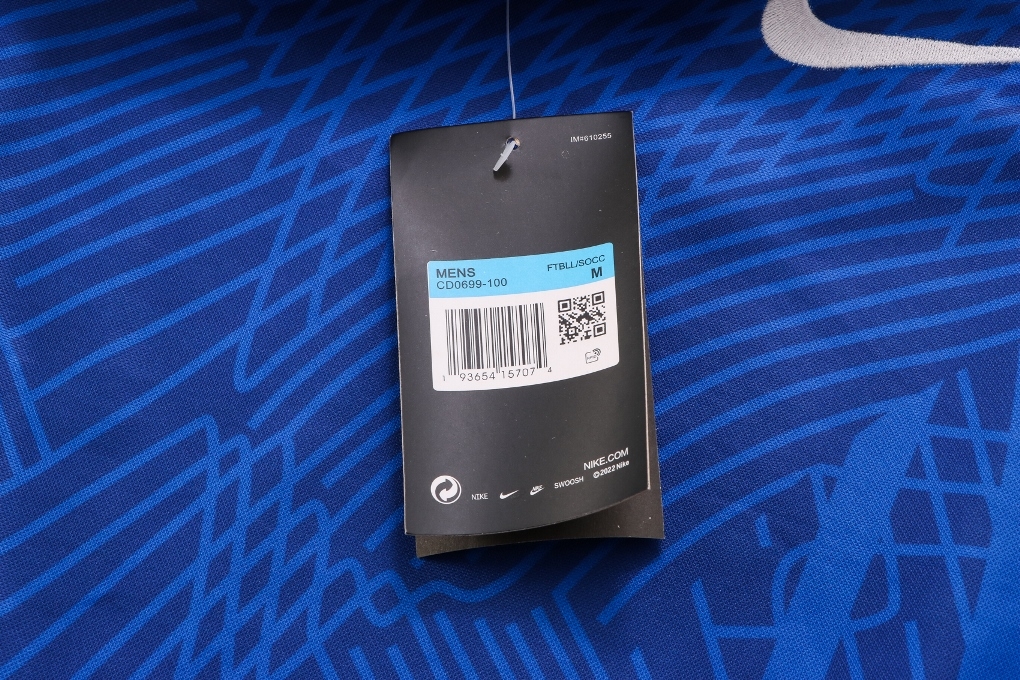 IM#610255
MENS
FTBLL/SOCC
CD0699-100
M
1 93654 15707 4
NIKE.COM
©2022 Nike
NIKE
SWOOSH